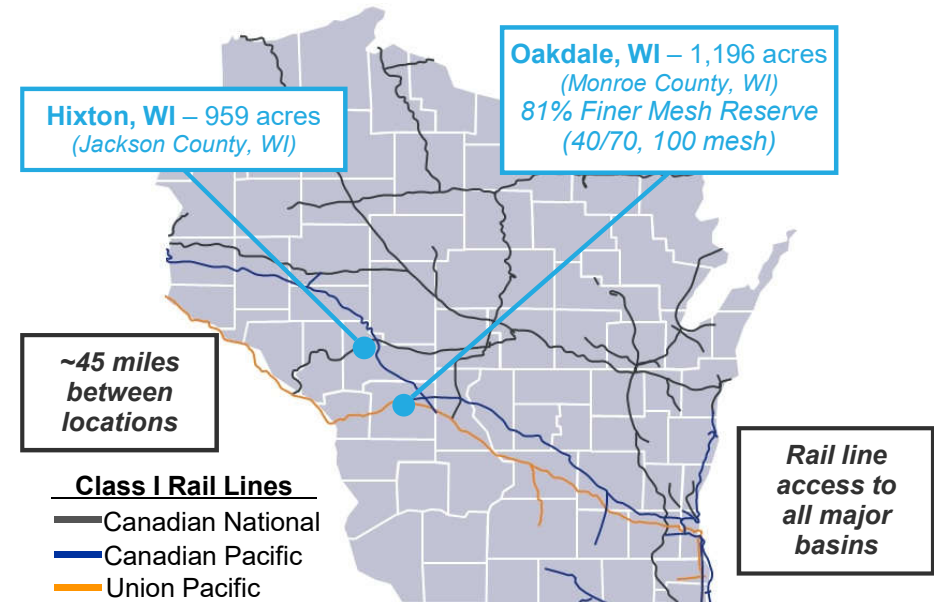 Oakdale, WI – 1,196 acres
(Monroe County, WI)
81% Finer Mesh Reserve
(40/70, 100 mesh)
Hixton, WI – 959 acres
(Jackson County, WI)
~45 miles
between
locations
Class I Rail Lines
Canadian National
Canadian Pacific
Union Pacific
Rail line
access to
all major
basins